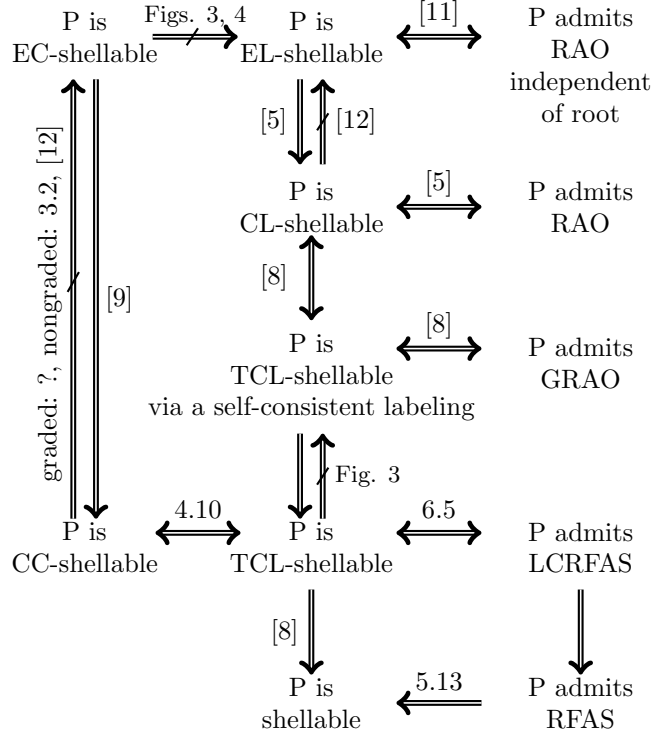 P is
EC-shellable
Figs. 3, 4
P is
EL-shellable
[11]
P admits
RAO
independent
of root
[5]
[12]
P is
CL-shellable
[5]
P admits
RAO
graded: ?, nongraded: 3.2, [12]
[9]
[8]
P is
TCL-shellable
via a self-consistent labeling
[8]
P admits
GRAO
Fig. 3
P is
CC-shellable
4.10
P is
TCL-shellable
6.5
P admits
LCRFAS
[8]
P is
shellable
5.13
P admits
RFAS